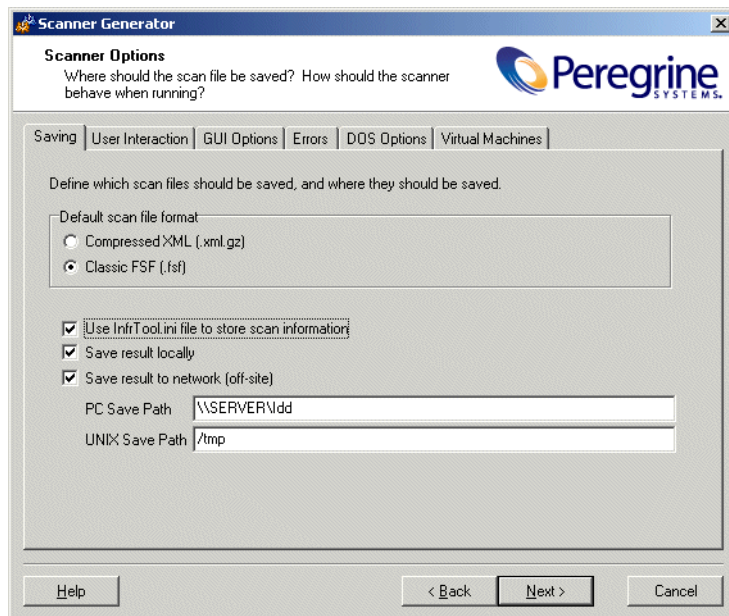 Scanner Generator
Scanner Options
Where should the scan file be saved? How should the scanner
behave when running?
Peregrine
SYSTEMS.
Saving
User Interaction
GUI Options
Errors
DOS Options
Virtual Machines
Define which scan files should be saved, and where they should be saved.
Default scan file format
Compressed XML (.xml.gz)
Classic FSF (.fsf)
Use InfrTool.ini file to store scan information
Save result locally
Save result to network (off-site)
PC Save Path \\SERVER\Idd
UNIX Save Path /tmp
Help
< Back
Next >
Cancel